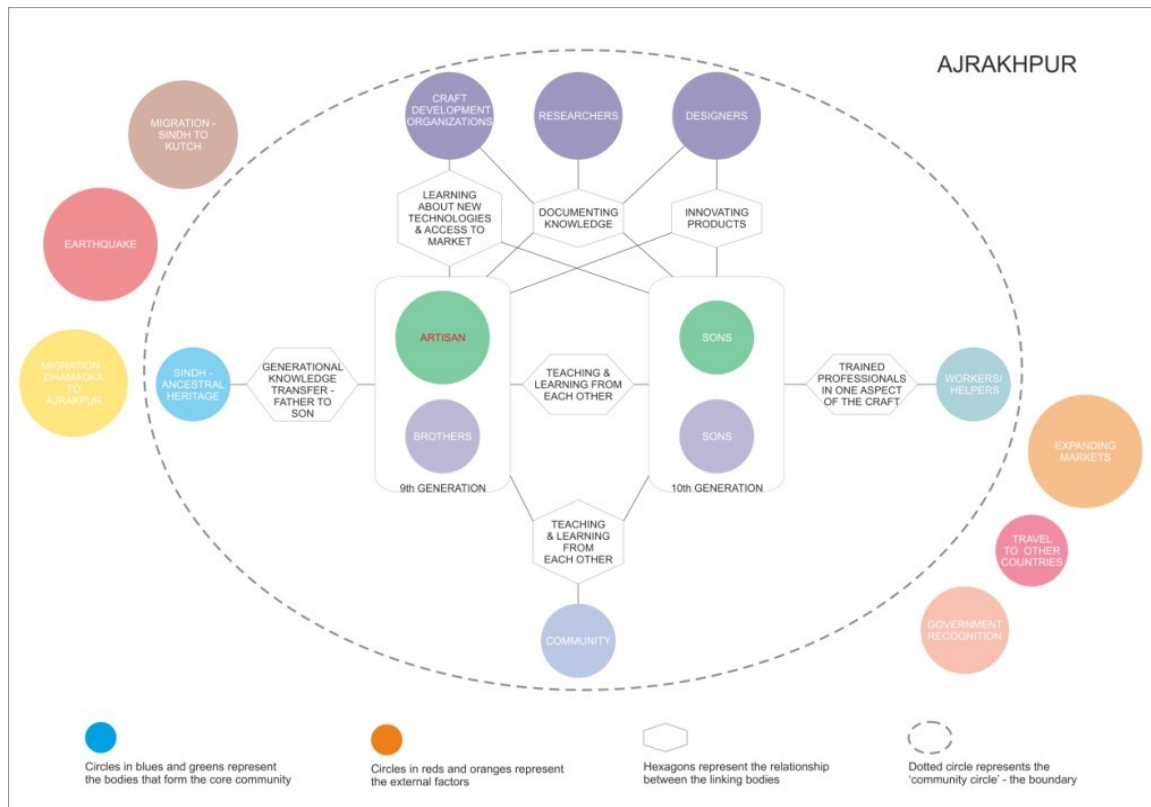 AJRAKHPUR
CRAFT
DEVELOPMENT
ORGANIZATIONS
RESEARCHERS
DESIGNERS
MIGRATION -
SINDH TO
KUTCH
LEARNING
ABOUT NEW
TECHNOLOGIES
& ACCESS TO
MARKET
DOCUMENTING
KNOWLEDGE
INNOVATING
PRODUCTS
EARTHQUAKE
MIGRATION -
DHAMADKA
TO
AJRAKPUR
SINDH -
ANCESTRAL
HERITAGE
GENERATIONAL
KNOWLEDGE
TRANSFER -
FATHER TO
SON
ARTISAN
BROTHERS
9th GENERATION
TEACHING
& LEARNING FROM
EACH OTHER
SONS
SONS
10th GENERATION
TRAINED
PROFESSIONALS
IN ONE ASPECT
OF THE CRAFT
WORKERS/
HELPERS
EXPANDING
MARKETS
TRAVEL
TO OTHER
COUNTRIES
GOVERNMENT
RECOGNITION
TEACHING
& LEARNING
FROM
EACH OTHER
COMMUNITY
Circles in blues and greens represent
the bodies that form the core community
Circles in reds and oranges represent
the external factors
Hexagons represent the relationship
between the linking bodies
Dotted circle represents the
'community circle' - the boundary